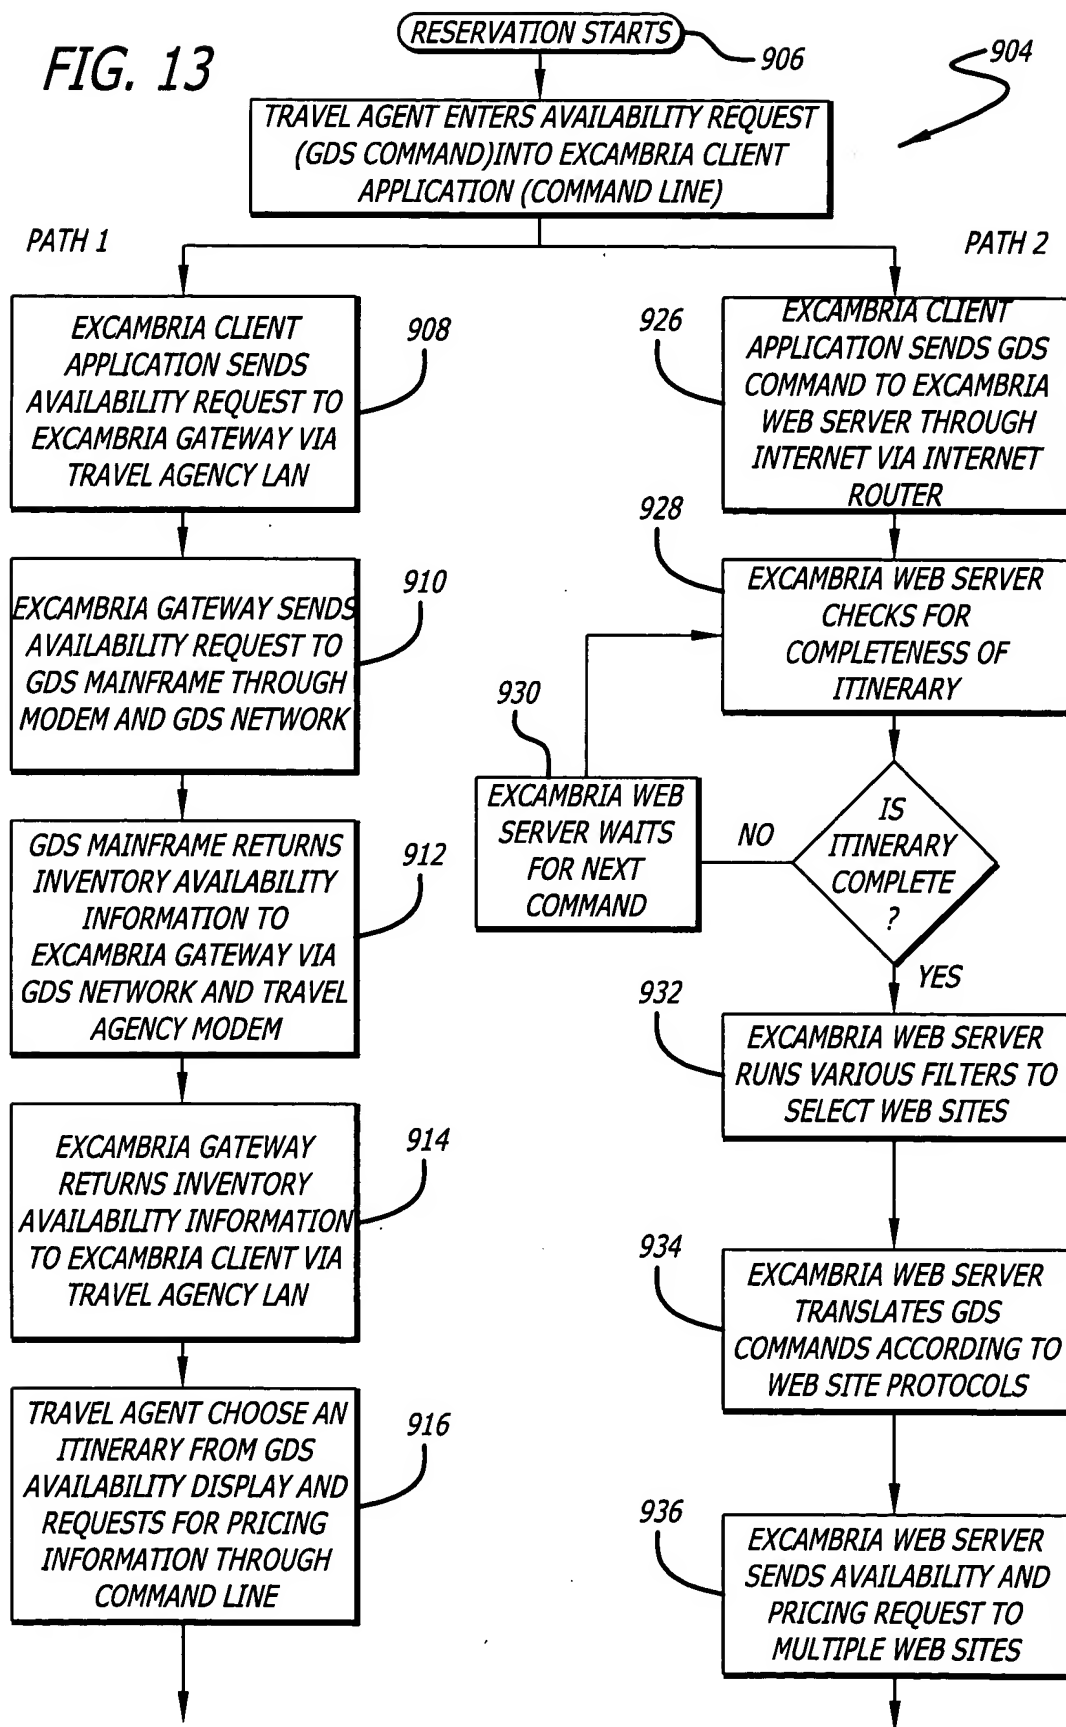 FIG. 13
RESERVATION STARTS
906
904
TRAVEL AGENT ENTERS AVAILABILITY REQUEST
(GDS COMMAND)INTO EXCAMBRIA CLIENT
APPLICATION (COMMAND LINE)
PATH 1
PATH 2
EXCAMBRIA CLIENT
APPLICATION SENDS
AVAILABILITY REQUEST TO
EXCAMBRIA GATEWAY VIA
TRAVEL AGENCY LAN
908
EXCAMBRIA GATEWAY SENDS
AVAILABILITY REQUEST TO
GDS MAINFRAME THROUGH
MODEM AND GDS NETWORK
910
GDS MAINFRAME RETURNS
INVENTORY AVAILABILITY
INFORMATION TO
EXCAMBRIA GATEWAY VIA
GDS NETWORK AND TRAVEL
AGENCY MODEM
912
EXCAMBRIA GATEWAY
RETURNS INVENTORY
AVAILABILITY INFORMATION
TO EXCAMBRIA CLIENT VIA
TRAVEL AGENCY LAN
914
TRAVEL AGENT CHOOSE AN
ITINERARY FROM GDS
AVAILABILITY DISPLAY AND
REQUESTS FOR PRICING
INFORMATION THROUGH
COMMAND LINE
916
926
EXCAMBRIA CLIENT
APPLICATION SENDS GDS
COMMAND TO EXCAMBRIA
WEB SERVER THROUGH
INTERNET VIA INTERNET
ROUTER
928
EXCAMBRIA WEB SERVER
CHECKS FOR
COMPLETENESS OF
ITINERARY
930
EXCAMBRIA WEB
SERVER WAITS
FOR NEXT
COMMAND
NO
IS
ITINERARY
COMPLETE
?
YES
932
EXCAMBRIA WEB SERVER
RUNS VARIOUS FILTERS TO
SELECT WEB SITES
934
EXCAMBRIA WEB SERVER
TRANSLATES GDS
COMMANDS ACCORDING TO
WEB SITE PROTOCOLS
936
EXCAMBRIA WEB SERVER
SENDS AVAILABILITY AND
PRICING REQUEST TO
MULTIPLE WEB SITES